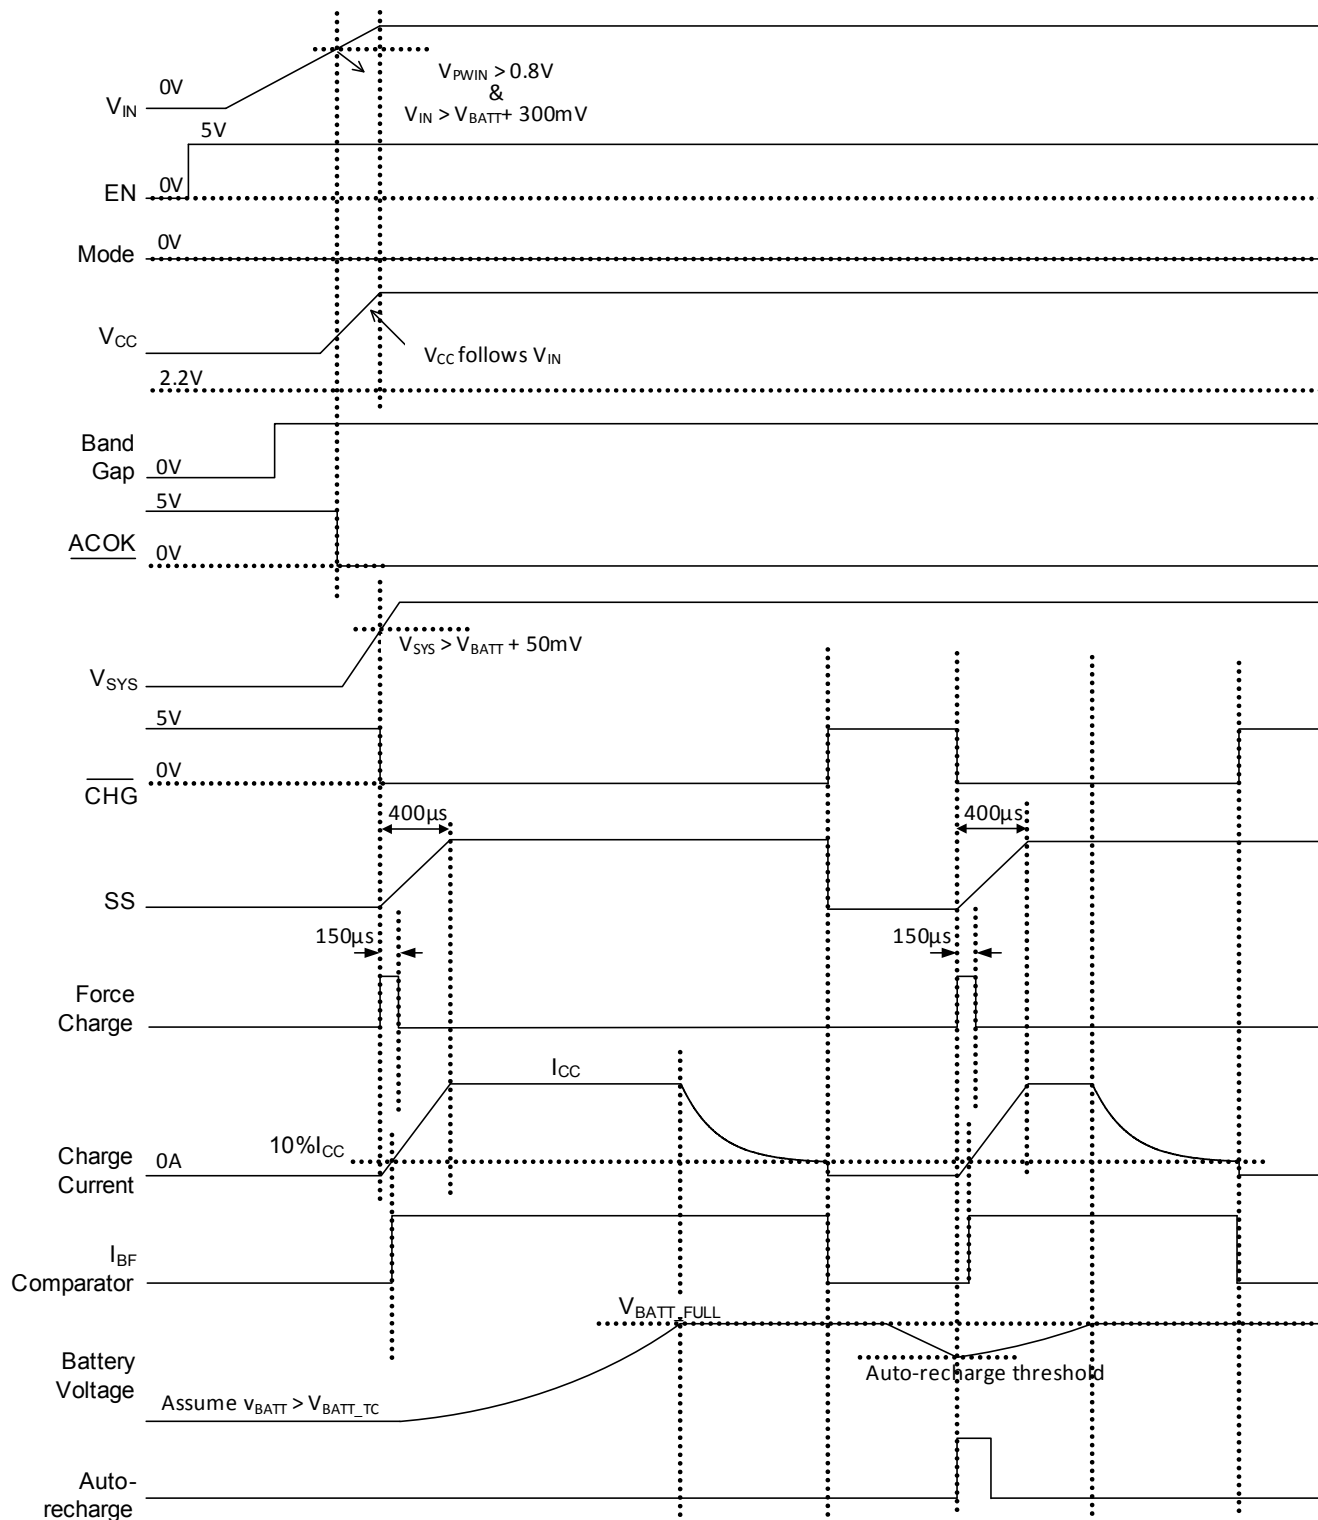 V_PWIN > 0.8V
&
V_IN > V_BATT + 300mV
0V
V_IN
5V
0V
EN
0V
Mode
V_CC
V_CC follows V_IN
2.2V
Band
Gap
0V
5V
ACOK
0V
V_SYS > V_BATT + 50mV
V_SYS
5V
0V
CHG
400µs
400µs
SS
150µs
150µs
Force
Charge
I_CC
10%I_CC
Charge
Current
0A
I_BF
Comparator
V_BATT_FULL
Battery
Voltage
Auto-recharge threshold
Assume v_BATT > V_BATT_TC
Auto-
recharge